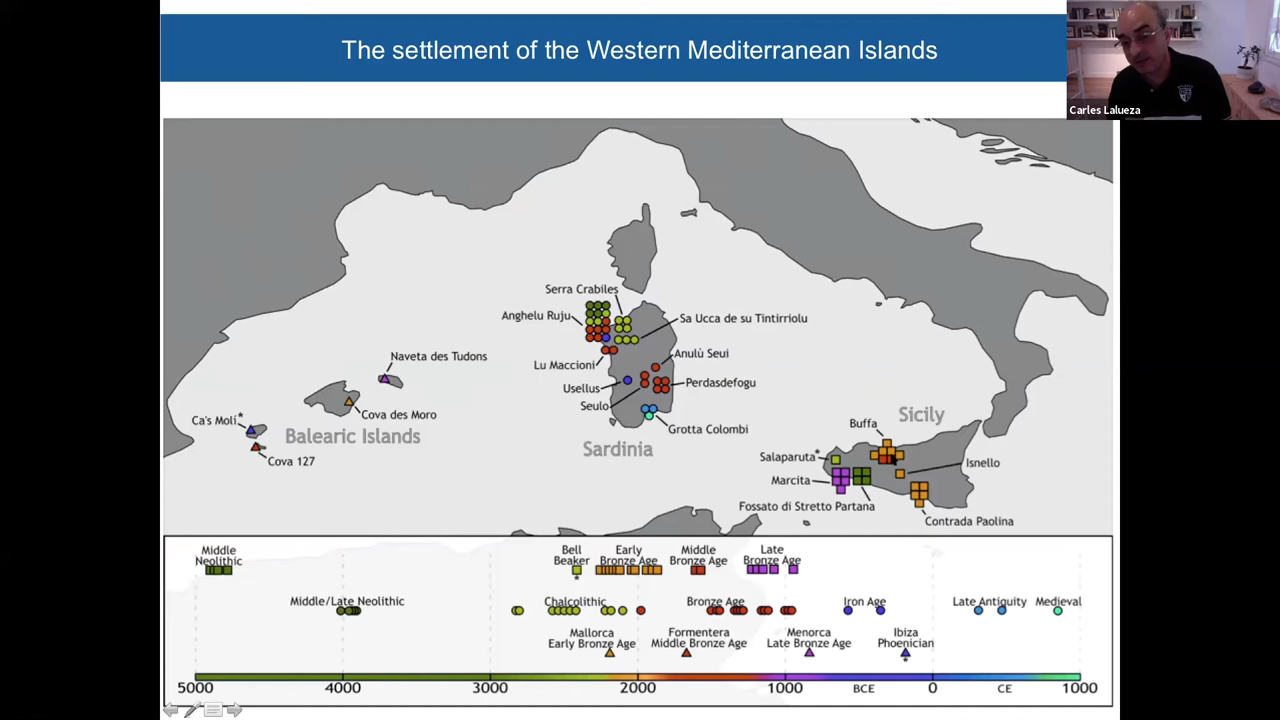 The settlement of the Western Mediterranean Islands
Carles Lalueza
Serra Crabiles
Anghelu Ruju
Sa Ucca de su Tintirriolu
Lu Maccioni
Anulù Seui
Usellus
Perdasdefogu
Seulo
Grotta Colombi
Sardinia
Naveta des Tudons
Cova des Moro
Ca's Molí*
Balearic Islands
Cova 127
Sicily
Buffa
Salaparuta*
Isnello
Marcita
Fossato di Stretto Partana
Contrada Paolina
Middle
Neolithic
Bell
Beaker
*
Early
Bronze Age
Middle
Bronze Age
Late
Bronze Age
Middle/Late Neolithic
Chalcolithic
Bronze Age
Iron Age
Late Antiquity
Medieval
Mallorca
Early Bronze Age
Formentera
Middle Bronze Age
Menorca
Late Bronze Age
Ibiza
Phoenician
*
5000 4000 3000 2000 1000 BCE 0 CE 1000